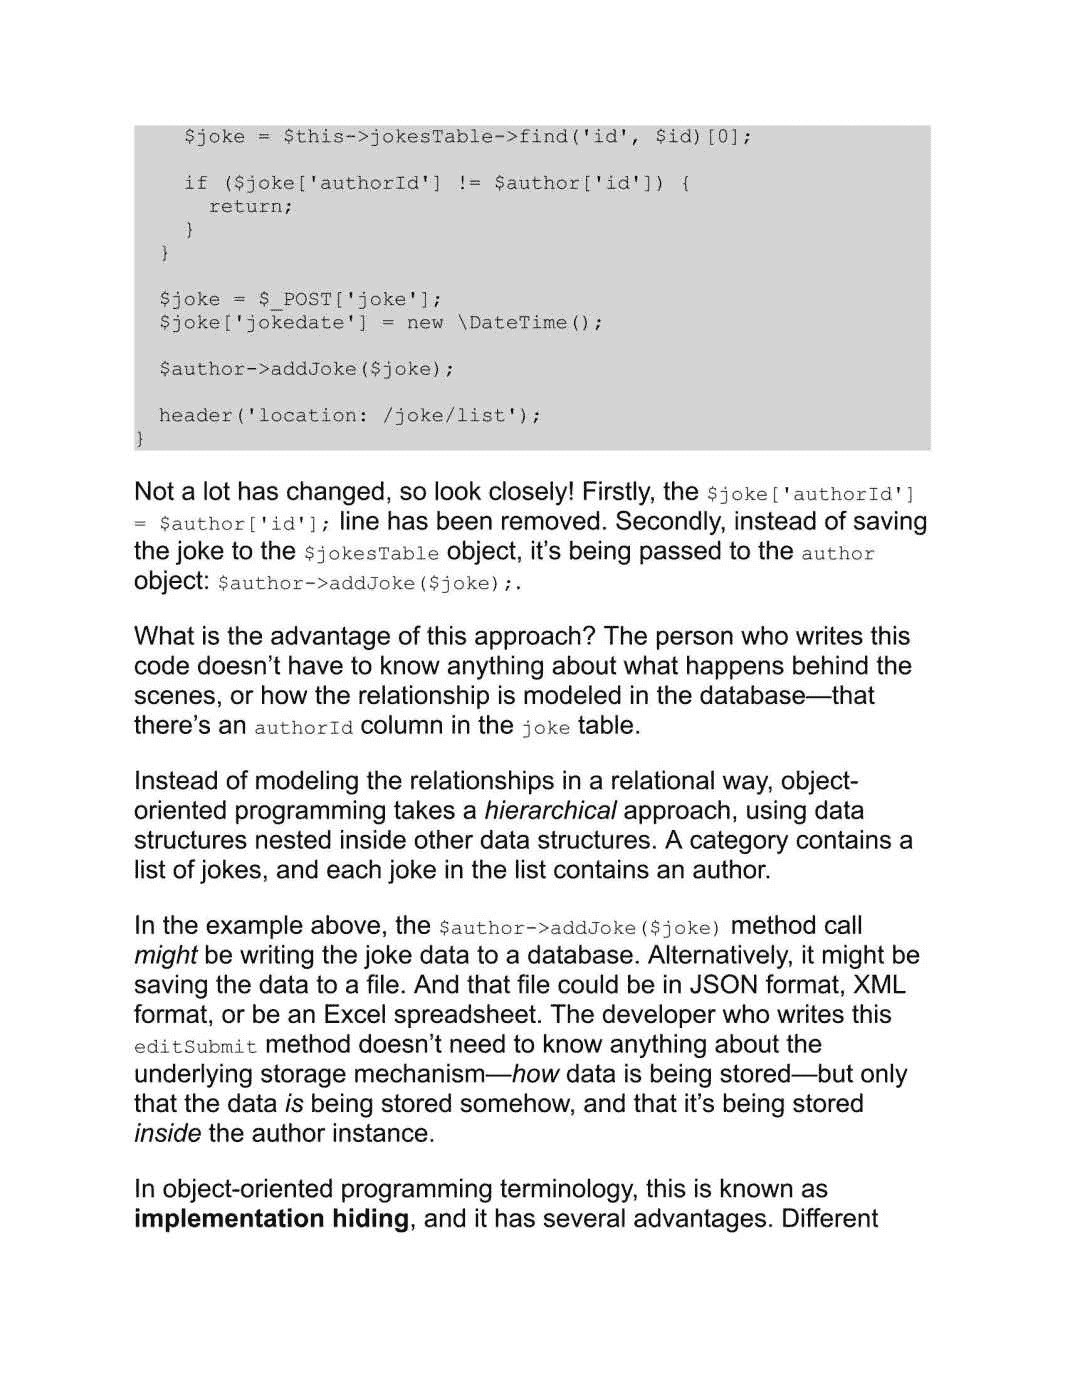 $joke = $this->jokesTable->find('id', $id)[0];
if ($joke['authorId'] != $author['id']) {
return;
}
}
$joke = $_POST['joke'];
$joke['jokedate'] = new \DateTime();
$author->addJoke($joke);
header('location: /joke/list');
}
Not a lot has changed, so look closely! Firstly, the $joke['authorId']
= $author['id']; line has been removed. Secondly, instead of saving
the joke to the $jokesTable object, it’s being passed to the author
object: $author->addJoke($joke);.
What is the advantage of this approach? The person who writes this
code doesn’t have to know anything about what happens behind the
scenes, or how the relationship is modeled in the database—that
there’s an authorId column in the joke table.
Instead of modeling the relationships in a relational way, object-
oriented programming takes a hierarchical approach, using data
structures nested inside other data structures. A category contains a
list of jokes, and each joke in the list contains an author.
In the example above, the $author->addJoke($joke) method call
might be writing the joke data to a database. Alternatively, it might be
saving the data to a file. And that file could be in JSON format, XML
format, or be an Excel spreadsheet. The developer who writes this
editSubmit method doesn’t need to know anything about the
underlying storage mechanism—how data is being stored—but only
that the data is being stored somehow, and that it’s being stored
inside the author instance.
In object-oriented programming terminology, this is known as
implementation hiding, and it has several advantages. Different